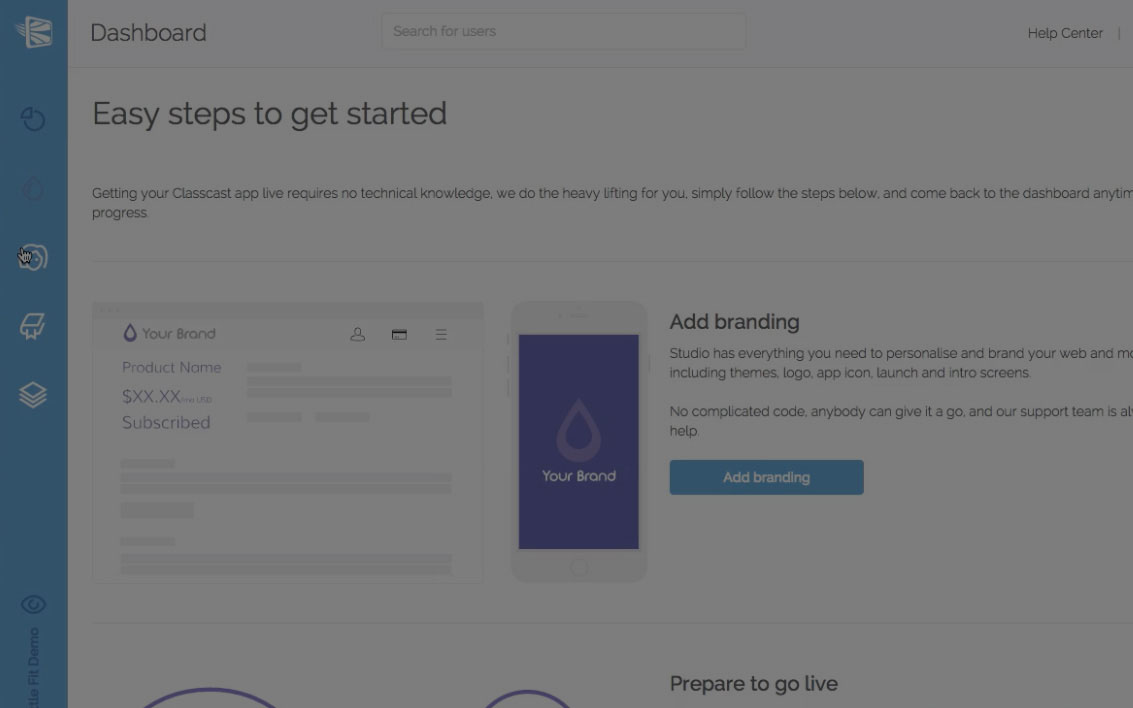 Dashboard
Search for users
Help Center |
Easy steps to get started
Getting your Classcast app live requires no technical knowledge, we do the heavy lifting for you, simply follow the steps below, and come back to the dashboard
progress.
Your Brand
Product Name
$XX.XX/mo USD
Subscribed
Your Brand
Add branding
Studio has everything you need to personalise and brand your web and
including themes, logo, app icon, launch and intro screens.
No complicated code, anybody can give it a go, and our support team is
help.
Add branding
Fit Demo
Prepare to go live